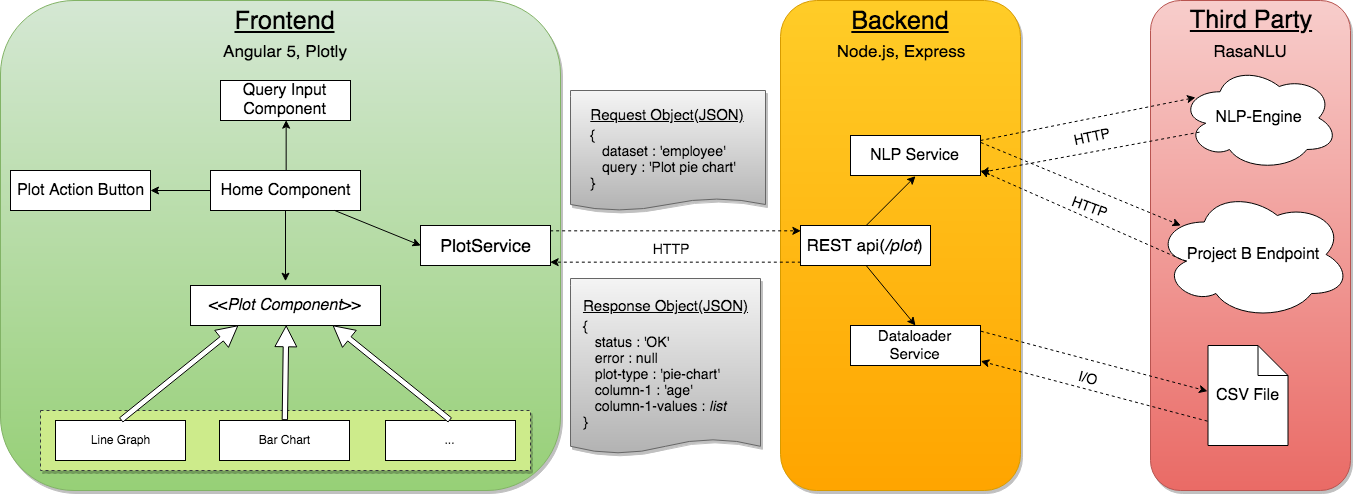 Frontend
Angular 5, Plotly
Query Input
Component
Plot Action Button
Home Component
PlotService
<<Plot Component>>
Line Graph
Bar Chart
...
Request Object(JSON)
{
dataset : 'employee'
query : 'Plot pie chart'
}
HTTP
Response Object(JSON)
{
status : 'OK'
error : null
plot-type : 'pie-chart'
column-1 : 'age'
column-1-values : list
}
Backend
Node.js, Express
NLP Service
REST api(/plot)
Dataloader
Service
HTTP
HTTP
I/O
Third Party
RasaNLU
NLP-Engine
Project B Endpoint
CSV File